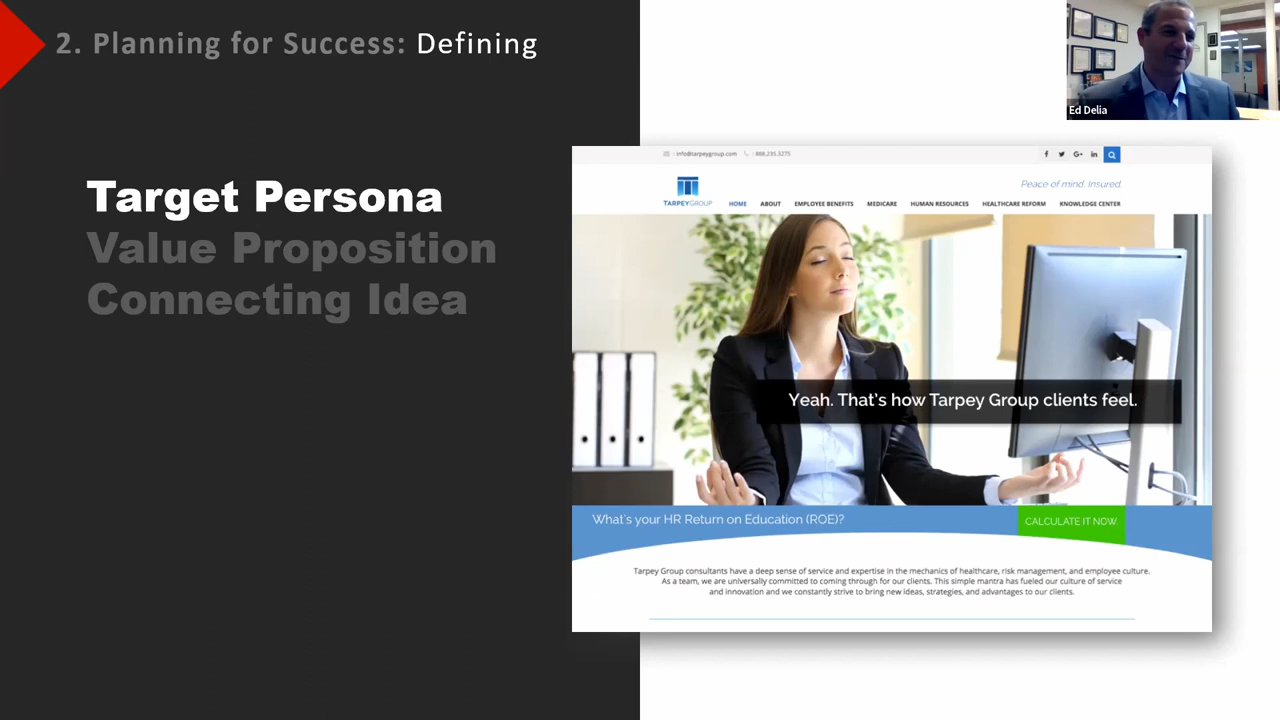 2. Planning for Success: Defining
Target Persona
Value Proposition
Connecting Idea
Ed Delia
: info@tarpeygroup.com : 888.235.3275
f G+ in
Peace of mind. Insured.
TARPEYGROUP
HOME ABOUT EMPLOYEE BENEFITS MEDICARE HUMAN RESOURCES HEALTHCARE REFORM KNOWLEDGE CENTER
Yeah. That's how Tarpey Group clients feel.
What's your HR Return on Education (ROE)?
CALCULATE IT NOW.
Tarpey Group consultants have a deep sense of service and expertise in the mechanics of healthcare, risk management, and employee culture.
As a team, we are universally committed to coming through for our clients. This simple mantra has fueled our culture of service
and innovation and we constantly strive to bring new ideas, strategies, and advantages to our clients.